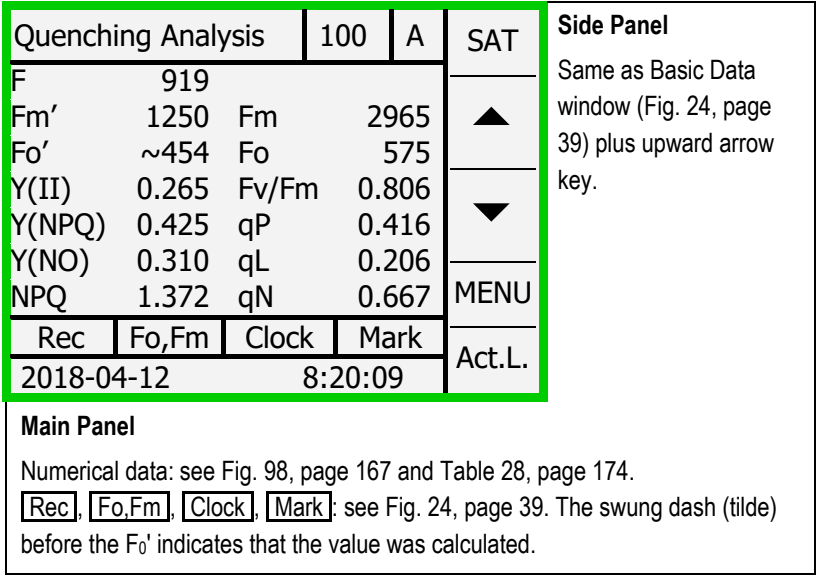 Quenching Analysis 100 A SAT
F 919
Fm’ 1250 Fm 2965
Fo’ ~454 Fo 575
Y(II) 0.265 Fv/Fm 0.806
Y(NPQ) 0.425 qP 0.416
Y(NO) 0.310 qL 0.206
NPQ 1.372 qN 0.667 MENU
Rec Fo,Fm Clock Mark
2018-04-12 8:20:09 Act.L.
Side Panel
Same as Basic Data
window (Fig. 24, page
39) plus upward arrow
key.
Main Panel
Numerical data: see Fig. 98, page 167 and Table 28, page 174.
Rec, Fo,Fm, Clock, Mark: see Fig. 24, page 39. The swung dash (tilde)
before the F₀' indicates that the value was calculated.